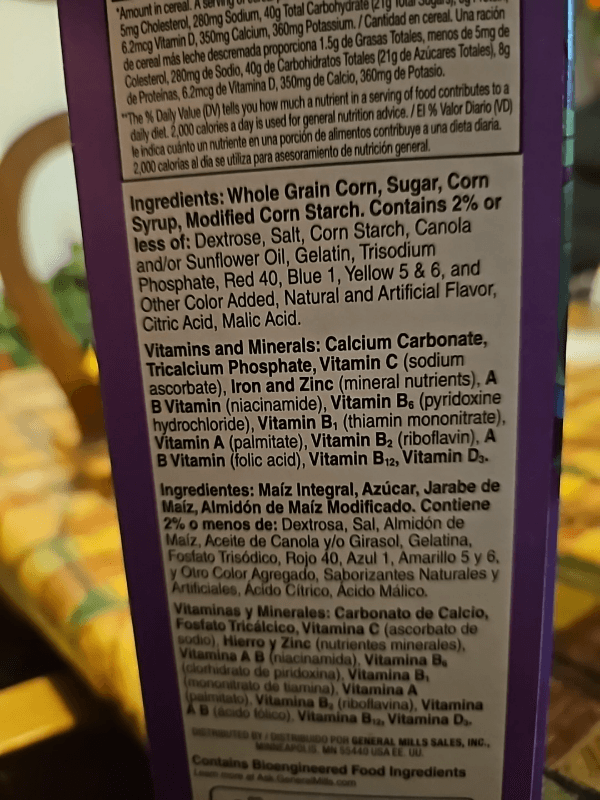 *Amount in cereal. A serving of
5mg Cholesterol, 280mg Sodium, 40g Total Carbohydrate (21g Total Sugars),
6.2mcg Vitamin D, 350mg Calcium, 360mg Potassium. / Cantidad en cereal. Una ración
de cereal más leche descremada proporciona 1.5g de Grasas Totales, menos de 5mg de
Colesterol, 280mg de Sodio, 40g de Carbohidratos Totales (21g de Azúcares Totales), 8g
de Proteínas, 6.2mcg de Vitamina D, 350mg de Calcio, 360mg de Potasio.
**The % Daily Value (DV) tells you how much a nutrient in a serving of food contributes to a
daily diet. 2,000 calories a day is used for general nutrition advice. / El % Valor Diario (VD)
le indica cuánto un nutriente en una porción de alimentos contribuye a una dieta diaria.
2,000 calorías al día se utiliza para asesoramiento de nutrición general.
Ingredients: Whole Grain Corn, Sugar, Corn
Syrup, Modified Corn Starch. Contains 2% or
less of: Dextrose, Salt, Corn Starch, Canola
and/or Sunflower Oil, Gelatin, Trisodium
Phosphate, Red 40, Blue 1, Yellow 5 & 6, and
Other Color Added, Natural and Artificial Flavor,
Citric Acid, Malic Acid.
Vitamins and Minerals: Calcium Carbonate,
Tricalcium Phosphate, Vitamin C (sodium
ascorbate), Iron and Zinc (mineral nutrients), A
B Vitamin (niacinamide), Vitamin B₆ (pyridoxine
hydrochloride), Vitamin B₁ (thiamin mononitrate),
Vitamin A (palmitate), Vitamin B₂ (riboflavin), A
B Vitamin (folic acid), Vitamin B₁₂, Vitamin D₃.
Ingredientes: Maíz Integral, Azúcar, Jarabe de
Maíz, Almidón de Maíz Modificado. Contiene
2% o menos de: Dextrosa, Sal, Almidón de
Maíz, Aceite de Canola y/o Girasol, Gelatina,
Fosfato Trisódico, Rojo 40, Azul 1, Amarillo 5 y 6,
y Otro Color Agregado, Saborizantes Naturales y
Artificiales, Ácido Cítrico, Ácido Málico.
Vitaminas y Minerales: Carbonato de Calcio,
Fosfato Tricálcico, Vitamina C (ascorbato de
sodio), Hierro y Zinc (nutrientes minerales),
Vitamina A B (niacinamida), Vitamina B₆
(clorhidrato de piridoxina), Vitamina B₁
(mononitrato de tiamina), Vitamina A
(palmitato), Vitamina B₂ (riboflavina), Vitamina
A B (ácido fólico), Vitamina B₁₂, Vitamina D₃.
DISTRIBUTED BY / DISTRIBUIDO POR GENERAL MILLS SALES, INC.,
MINNEAPOLIS, MN 55440 USA EE. UU.
Contains Bioengineered Food Ingredients
Learn more at Ask.GeneralMills.com